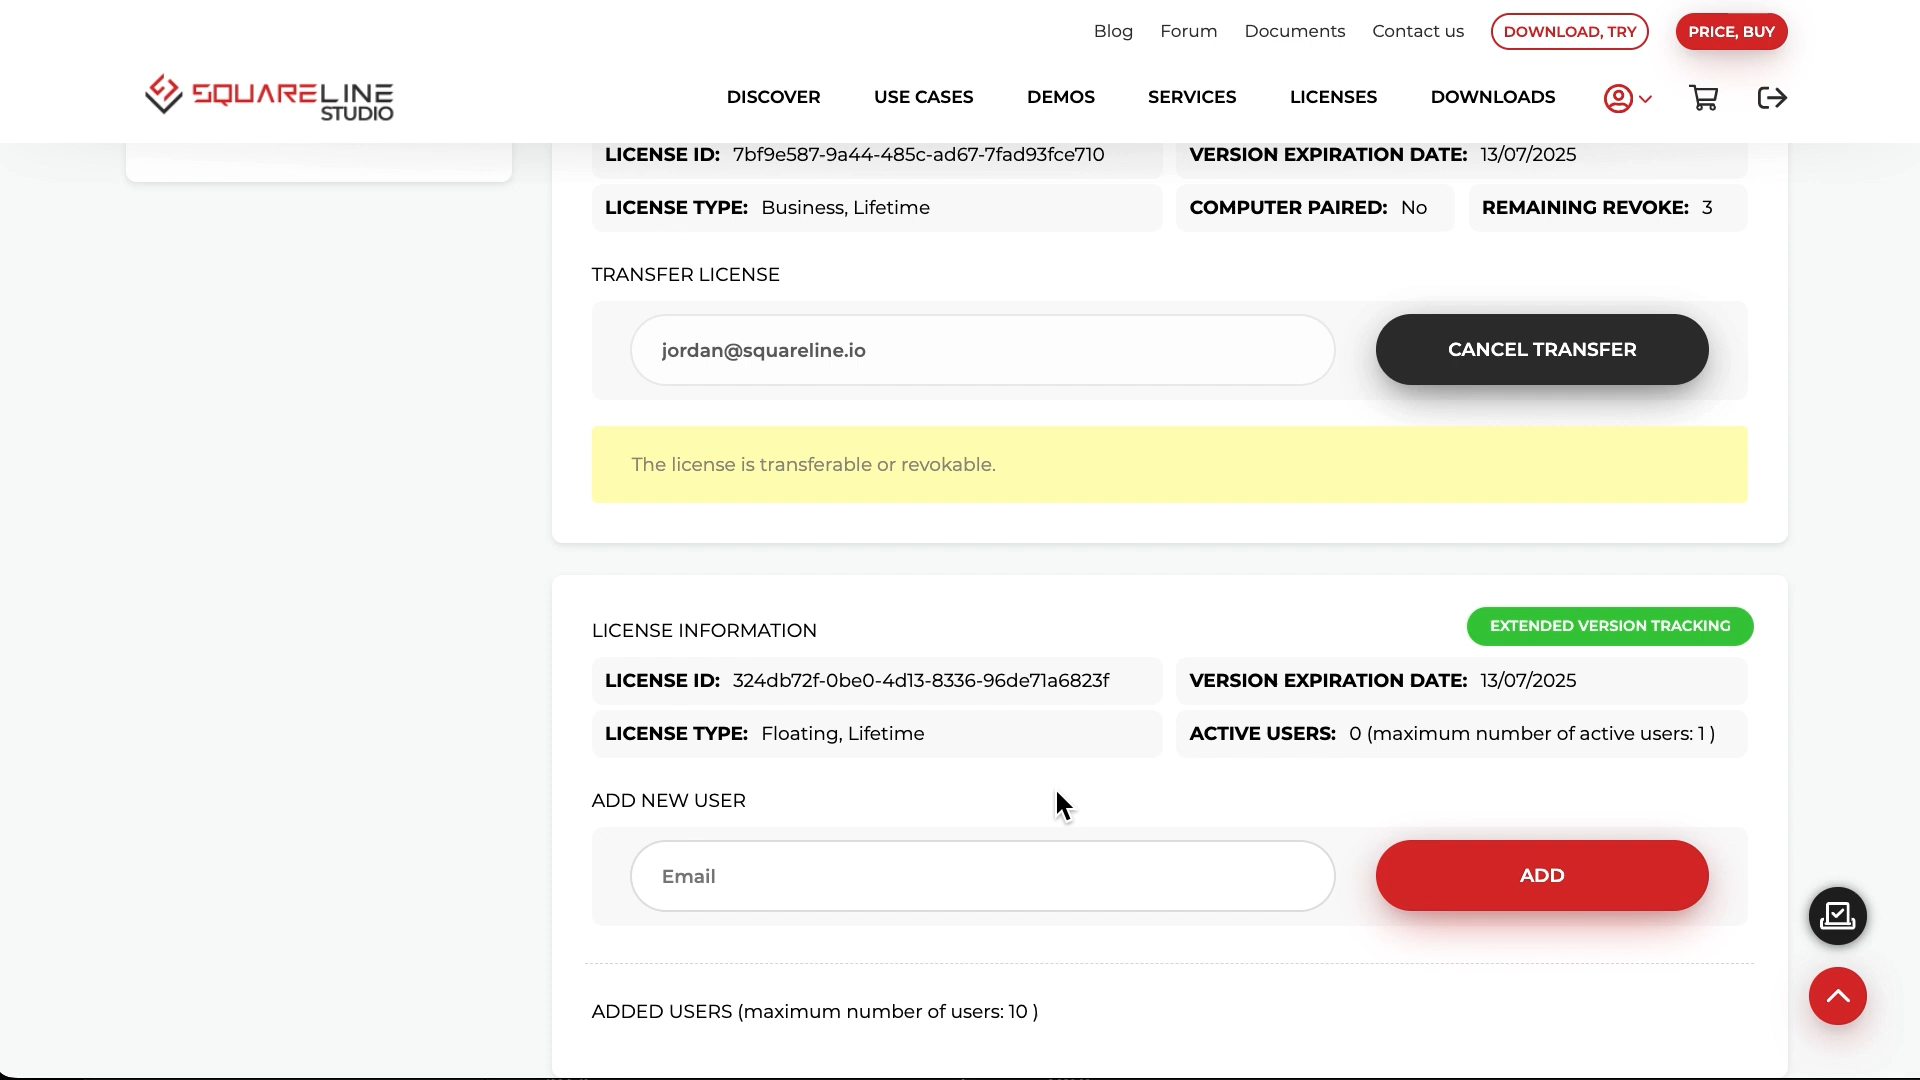 Blog Forum Documents Contact us DOWNLOAD, TRY PRICE, BUY
SQUARELINE STUDIO
DISCOVER USE CASES DEMOS SERVICES LICENSES DOWNLOADS
LICENSE ID: 7bf9e587-9a44-485c-ad67-7fad93fce710 VERSION EXPIRATION DATE: 13/07/2025
LICENSE TYPE: Business, Lifetime COMPUTER PAIRED: No REMAINING REVOKE: 3
TRANSFER LICENSE
jordan@squareline.io CANCEL TRANSFER
The license is transferable or revokable.
LICENSE INFORMATION EXTENDED VERSION TRACKING
LICENSE ID: 324db72f-0be0-4d13-8336-96de71a6823f VERSION EXPIRATION DATE: 13/07/2025
LICENSE TYPE: Floating, Lifetime ACTIVE USERS: 0 (maximum number of active users: 1 )
ADD NEW USER
Email ADD
ADDED USERS (maximum number of users: 10 )